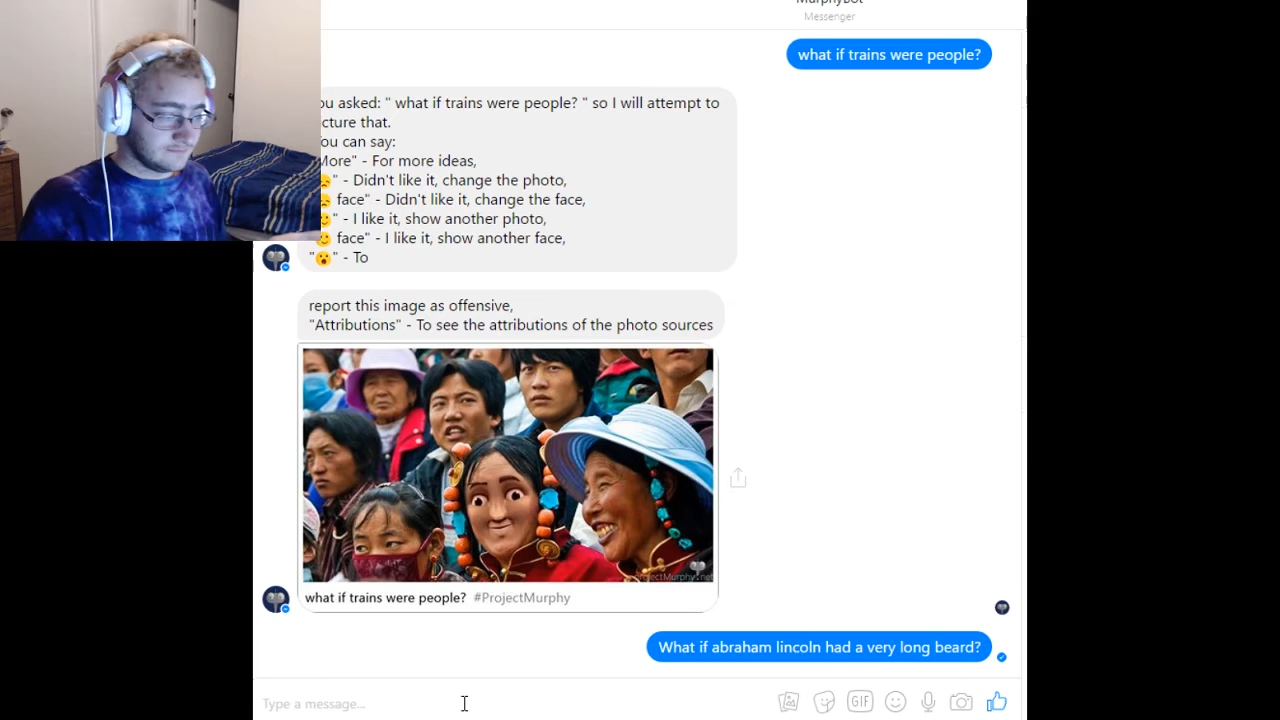 MurphyBot
Messenger
what if trains were people?
ou asked: " what if trains were people? " so I will attempt to
cture that.
ou can say:
More" - For more ideas,
😞" - Didn't like it, change the photo,
😞 face" - Didn't like it, change the face,
🙂" - I like it, show another photo,
🙂 face" - I like it, show another face,
"😮" - To
report this image as offensive,
"Attributions" - To see the attributions of the photo sources
ProjectMurphy.net
what if trains were people? #ProjectMurphy
What if abraham lincoln had a very long beard?
Type a message...
GIF